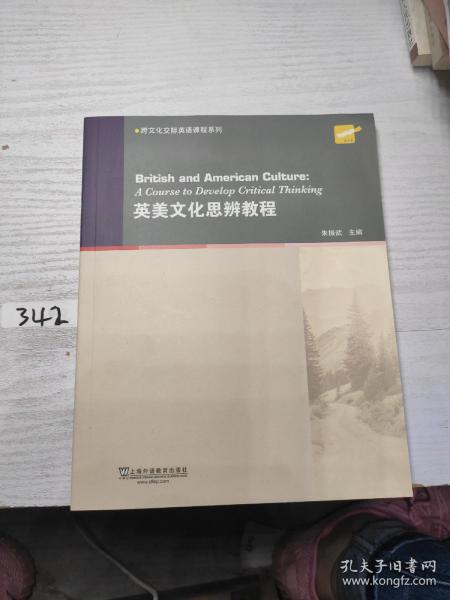 跨文化交际英语课程系列
British and American Culture:
A Course to Develop Critical Thinking
英美文化思辨教程
朱振武 主编
342
上海外语教育出版社
www.sflep.com
孔夫子旧书网
www.kongfz.com